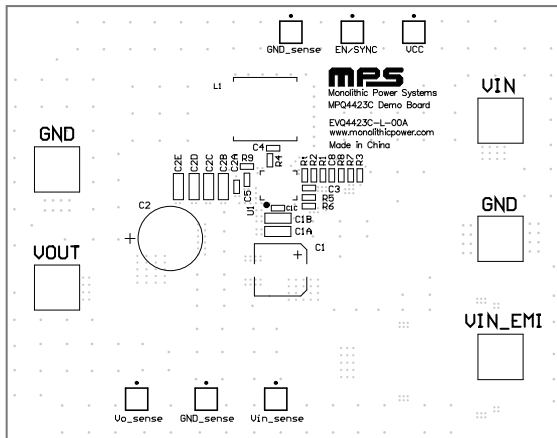 GND_sense EN/SYNC VCC
L1
MPS
Monolithic Power Systems
MPQ4423C Demo Board
EVQ4423C-L-00A
www.monolithicpower.com
Made in China
VIN
GND
C4
R4
C2E C2D C2C C2B C2A R9
C5
Rt R2 R1 C8 R8 R7 R3
C3
R5
R6
U1
C1C
C1B
C1A
C2
C1
GND
VOUT
VIN_EMI
Vo_sense GND_sense Vin_sense